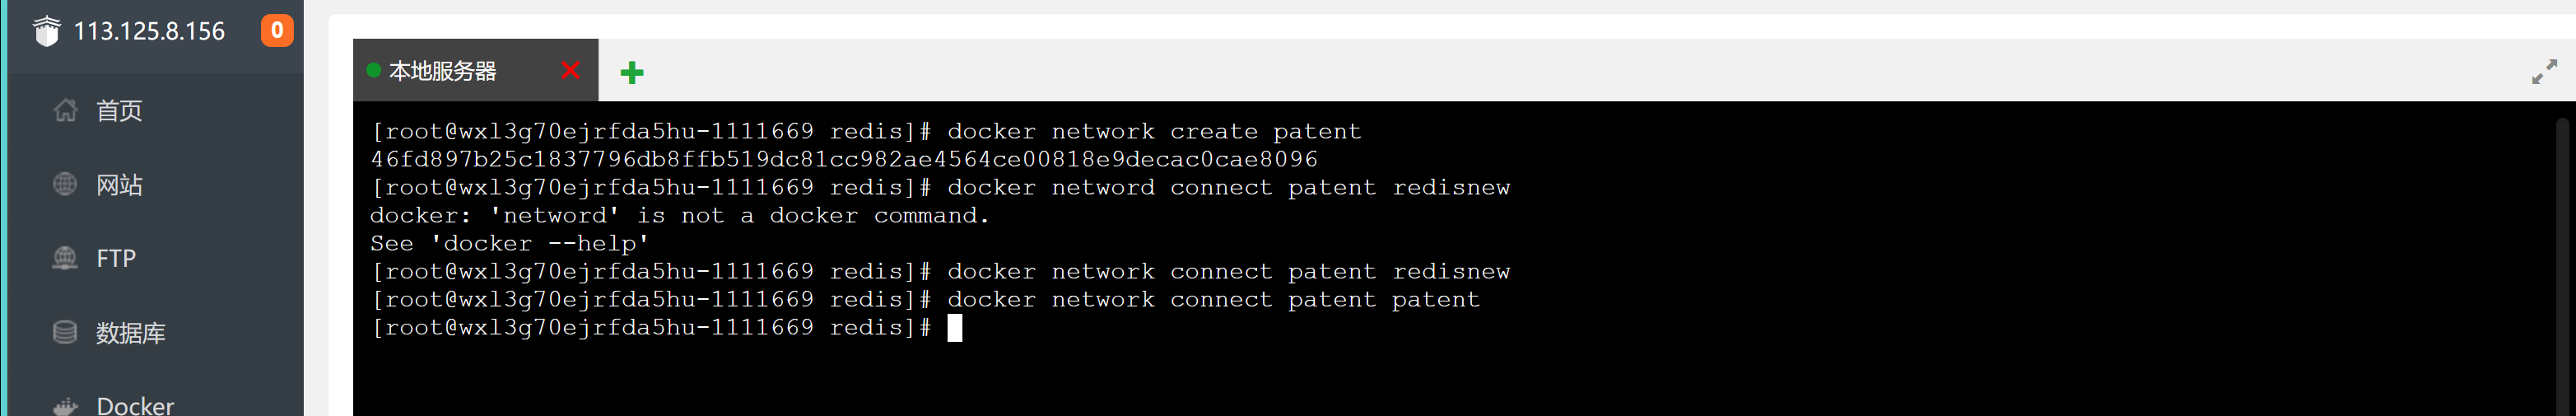 113.125.8.156
0
首页
网站
FTP
数据库
Docker
本地服务器
[root@wxl3g70ejrfda5hu-1111669 redis]# docker network create patent
46fd897b25c1837796db8ffb519dc81cc982ae4564ce00818e9decac0cae8096
[root@wxl3g70ejrfda5hu-1111669 redis]# docker netword connect patent redisnew
docker: 'netword' is not a docker command.
See 'docker --help'
[root@wxl3g70ejrfda5hu-1111669 redis]# docker network connect patent redisnew
[root@wxl3g70ejrfda5hu-1111669 redis]# docker network connect patent patent
[root@wxl3g70ejrfda5hu-1111669 redis]#